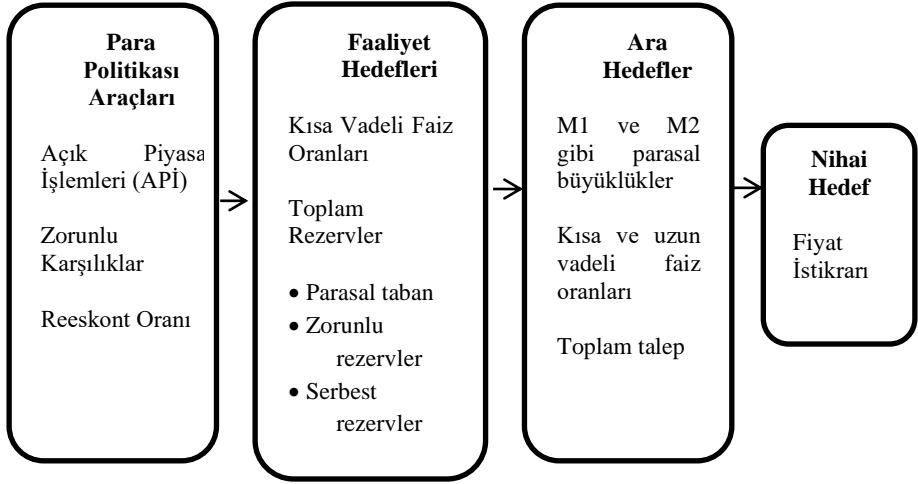 Para
Politikası
Araçları
Açık Piyasa
İşlemleri (APİ)
Zorunlu
Karşılıklar
Reeskont Oranı
Faaliyet
Hedefleri
Kısa Vadeli Faiz
Oranları
Toplam
Rezervler
• Parasal taban
• Zorunlu
rezervler
• Serbest
rezervler
Ara
Hedefler
M1 ve M2
gibi parasal
büyüklükler
Kısa ve uzun
vadeli faiz
oranları
Toplam talep
Nihai
Hedef
Fiyat
İstikrarı